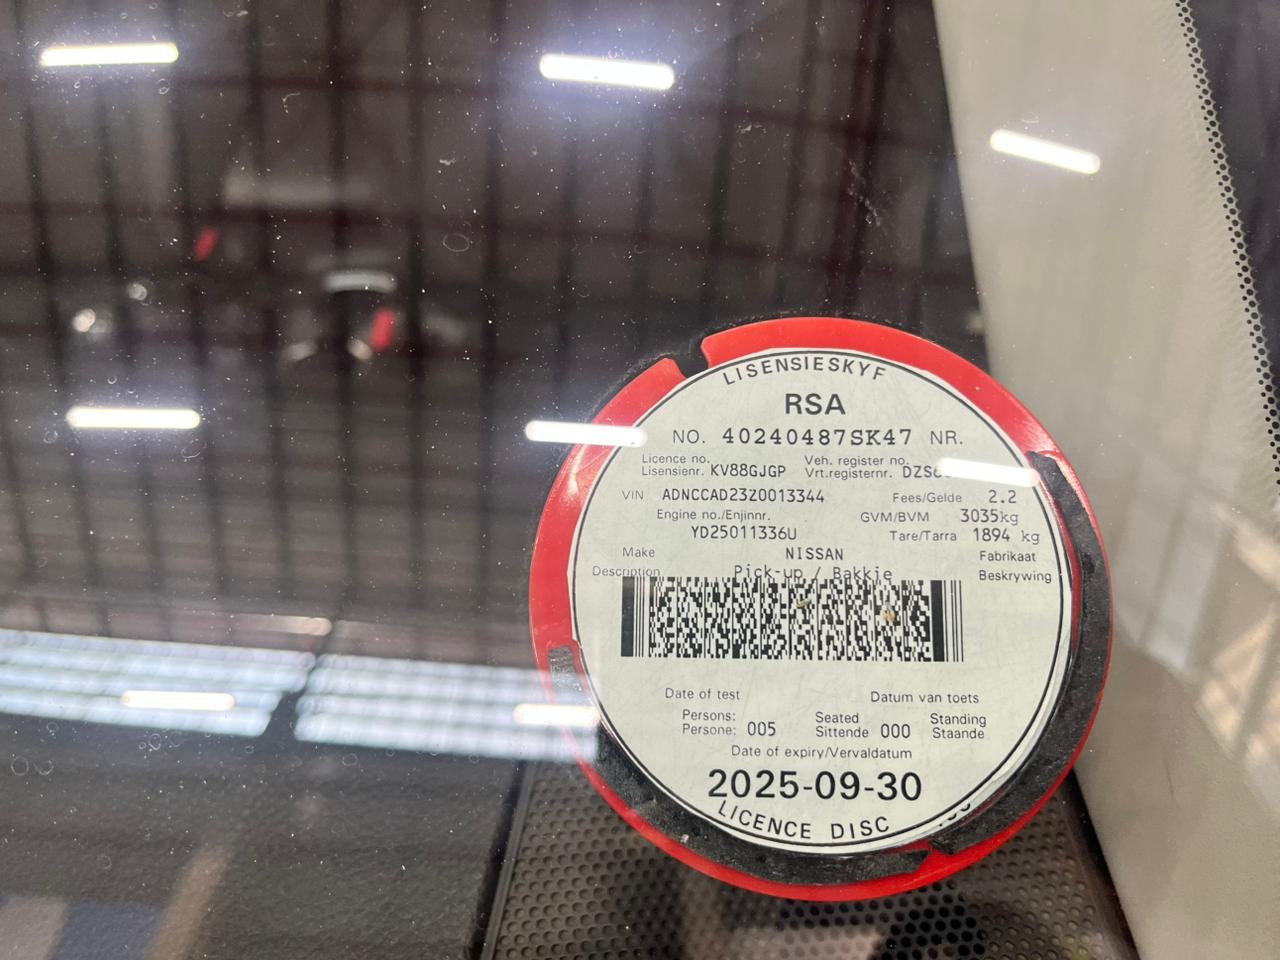 LISENSIESKYF
RSA
NO. 40240487SK47 NR.
Licence no. Veh. register no.
Lisensienr. KV88GJGP Vrt.registernr.
VIN ADNCCAD23Z0013344 Fees/Gelde 2.2
Engine no./Enjinnr. GVM/BVM 3035kg
YD25011336U Tare/Tarra 1894 kg
Make NISSAN Fabrikaat
Description Pick-up / Bakkie Beskrywing
Date of test Datum van toets
Persons: Seated Standing
Persone: 005 Sittende 000 Staande
Date of expiry/Vervaldatum
2025-09-30
LICENCE DISC